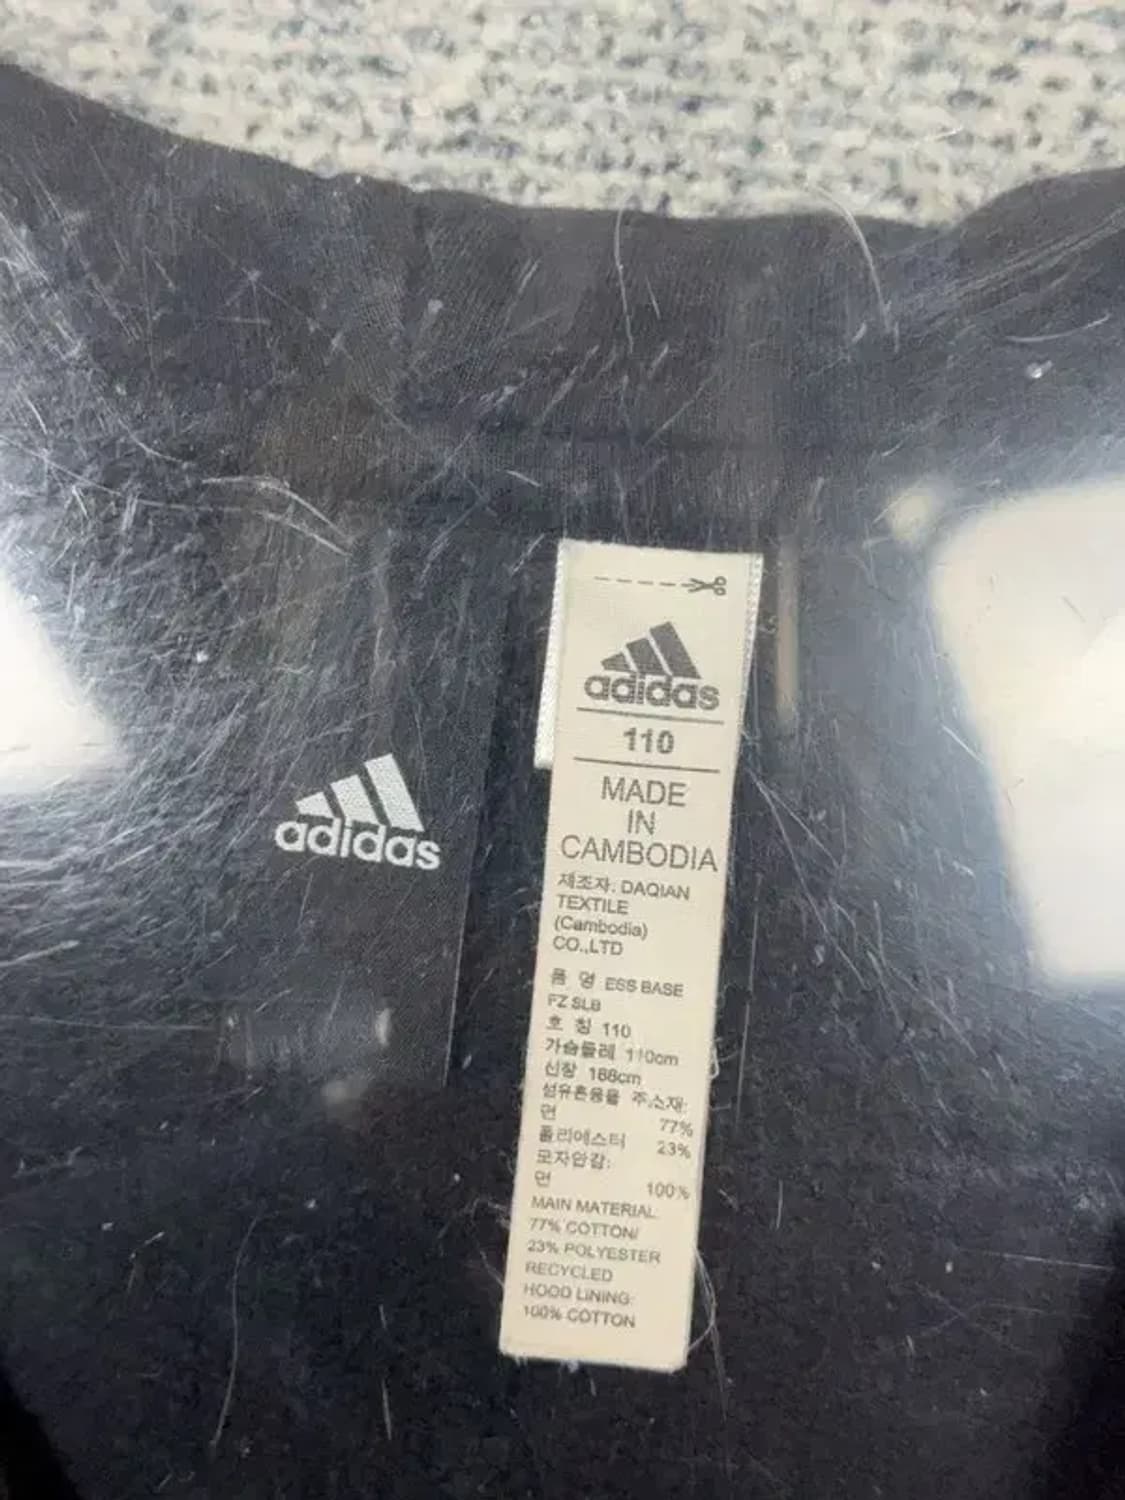 adidas
adidas
110
MADE
IN
CAMBODIA
제조자: DAQIAN
TEXTILE
(Cambodia)
CO.,LTD
품 명 ESS BASE
FZ SLB
호 칭 110
가슴둘레 110cm
신장 188cm
섬유혼용율 주소재:
면 77%
폴리에스터 23%
모자안감:
면 100%
MAIN MATERIAL
77% COTTON/
23% POLYESTER
RECYCLED
HOOD LINING:
100% COTTON